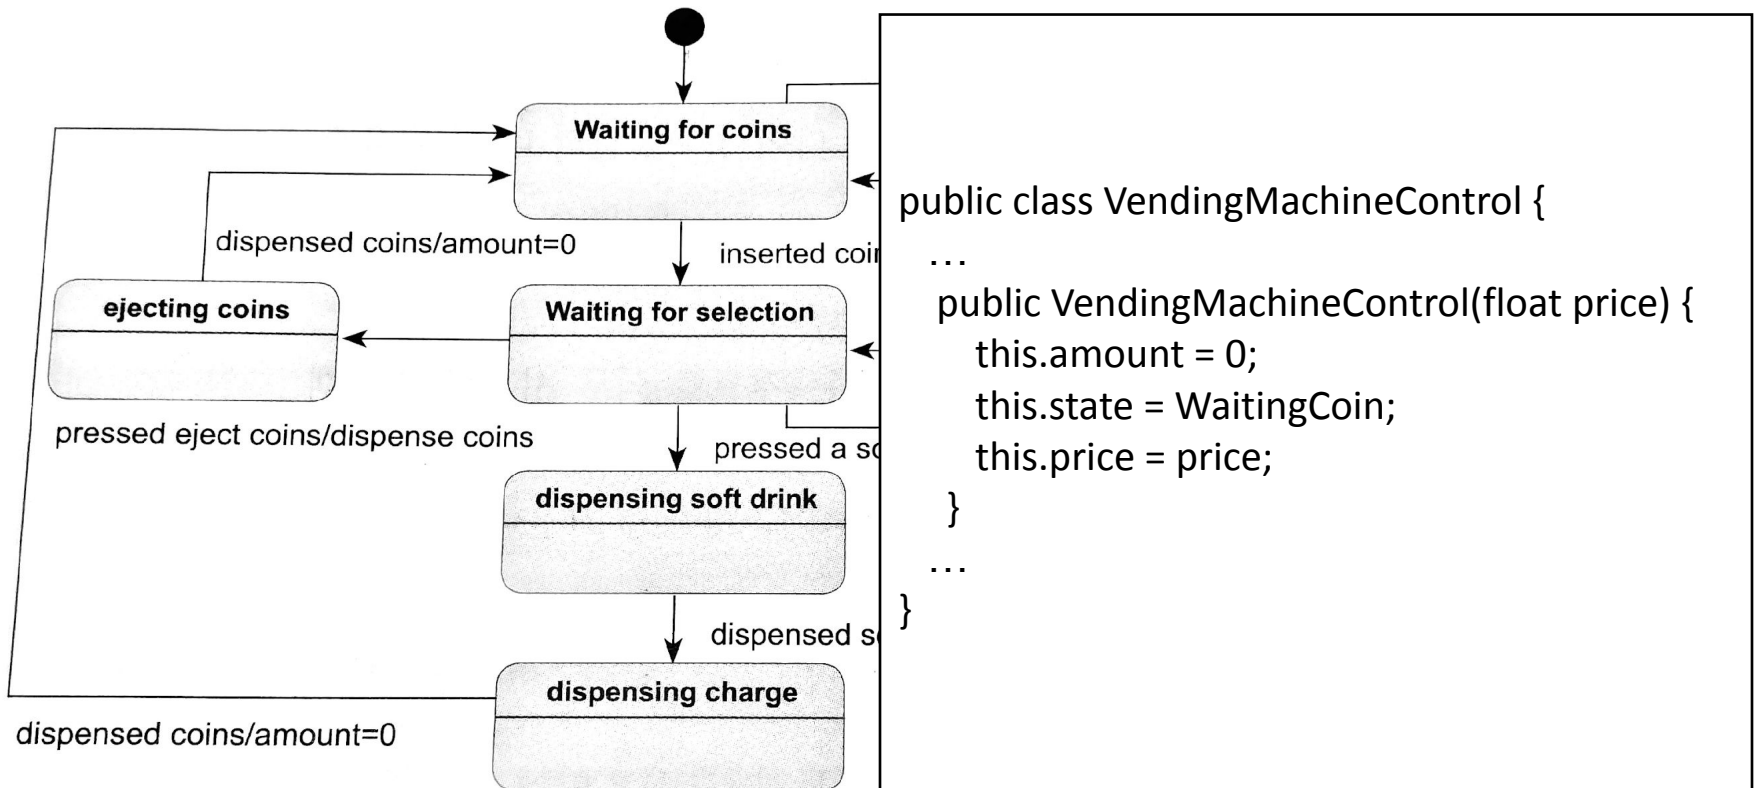 Waiting for coins
dispensed coins/amount=0
inserted
ejecting coins
Waiting for selection
pressed eject coins/dispense coins
pressed a
dispensing soft drink
dispensed
dispensing charge
dispensed coins/amount=0
public class VendingMachineControl {
...
public VendingMachineControl(float price) {
this.amount = 0;
this.state = WaitingCoin;
this.price = price;
}
...
}